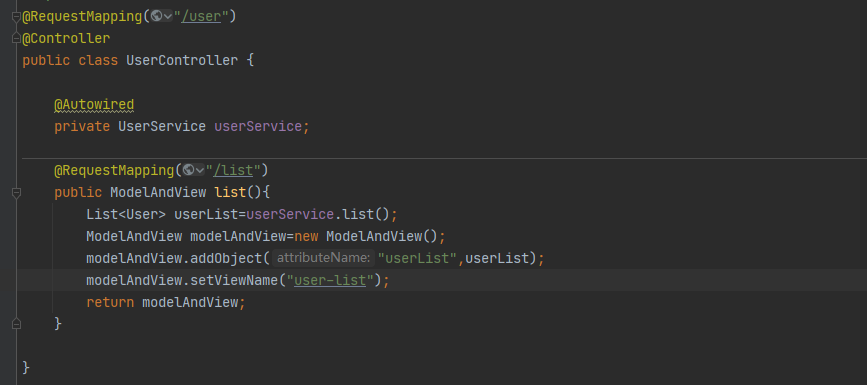 @RequestMapping("/user")
@Controller
public class UserController {
@Autowired
private UserService userService;
@RequestMapping("/list")
public ModelAndView list(){
List<User> userList=userService.list();
ModelAndView modelAndView=new ModelAndView();
modelAndView.addObject( attributeName: "userList",userList);
modelAndView.setViewName("user-list");
return modelAndView;
}
}